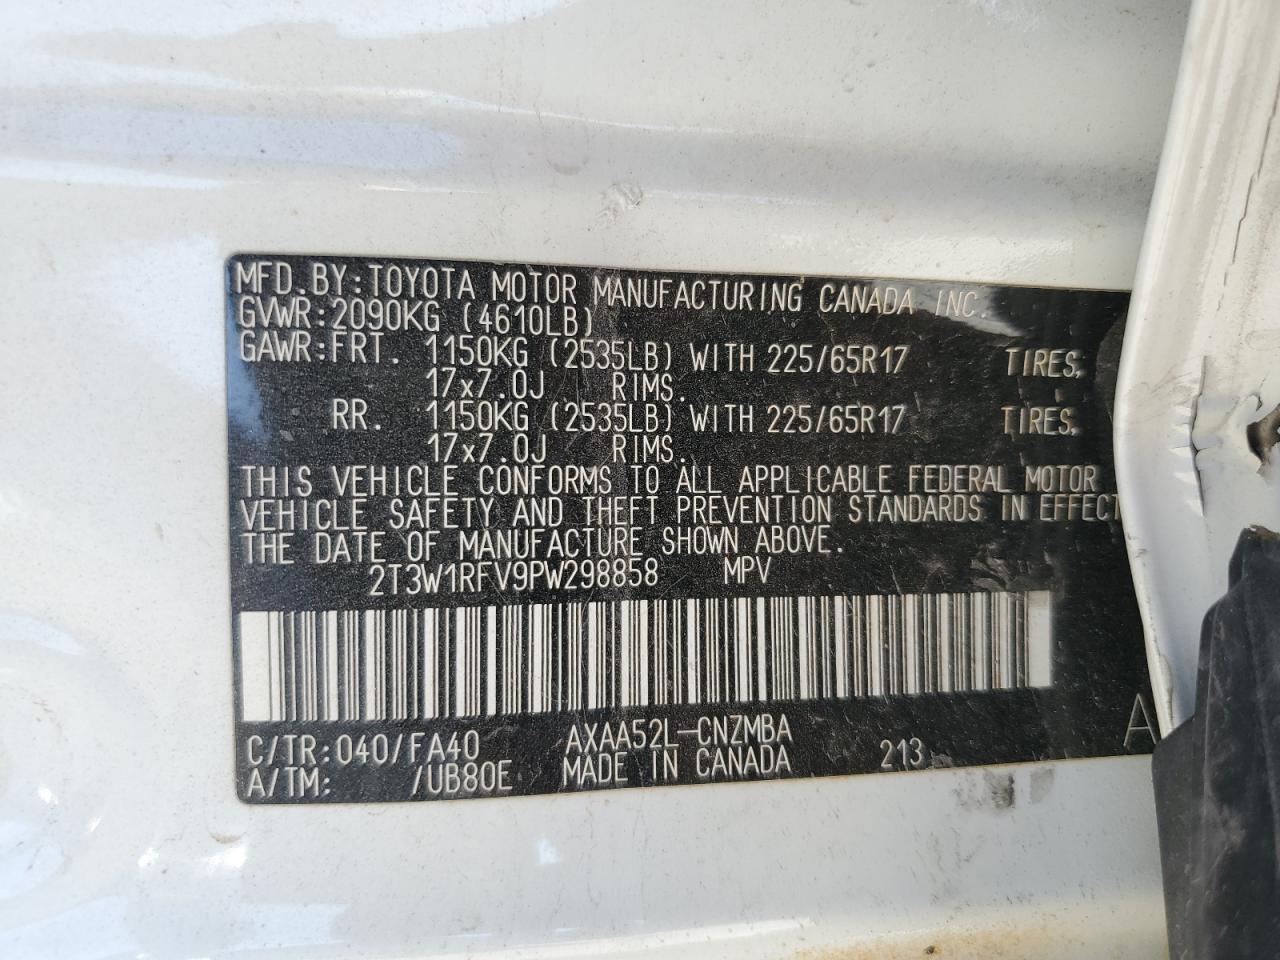 MFD. BY: TOYOTA MOTOR MANUFACTURING CANADA INC.
GVWR: 2090KG (4610LB)
GAWR: FRT. 1150KG (2535LB) WITH 225/65R17 TIRES,
17x7.0J RIMS.
RR. 1150KG (2535LB) WITH 225/65R17 TIRES,
17x7.0J RIMS.
THIS VEHICLE CONFORMS TO ALL APPLICABLE FEDERAL MOTOR
VEHICLE SAFETY AND THEFT PREVENTION STANDARDS IN EFFECT
THE DATE OF MANUFACTURE SHOWN ABOVE.
2T3W1RFV9PW298858 MPV
C/TR: 040/FA40 AXAA52L-CNZMBA 213 A
A/TM: /UB80E MADE IN CANADA